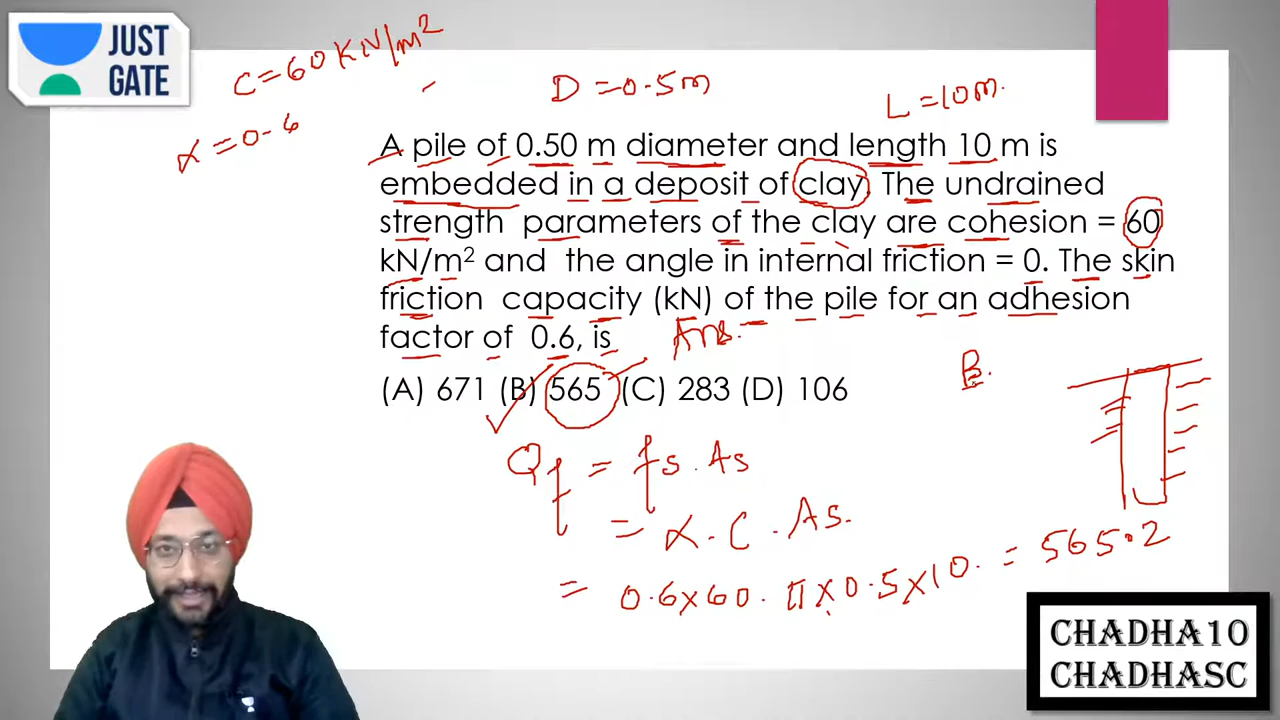 JUST
GATE
C=60KN/m²
α=0.6
D=0.5m
L=10m.
A pile of 0.50 m diameter and length 10 m is
embedded in a deposit of clay. The undrained
strength parameters of the clay are cohesion = 60
kN/m² and the angle in internal friction = 0. The skin
friction capacity (kN) of the pile for an adhesion
factor of 0.6, is
Ans.
(A) 671 (B) 565 (C) 283 (D) 106
B.
Qf = fs.As
= α.C.As.
= 0.6×60.π×0.5×10. = 565.2
CHADHA10
CHADHASC